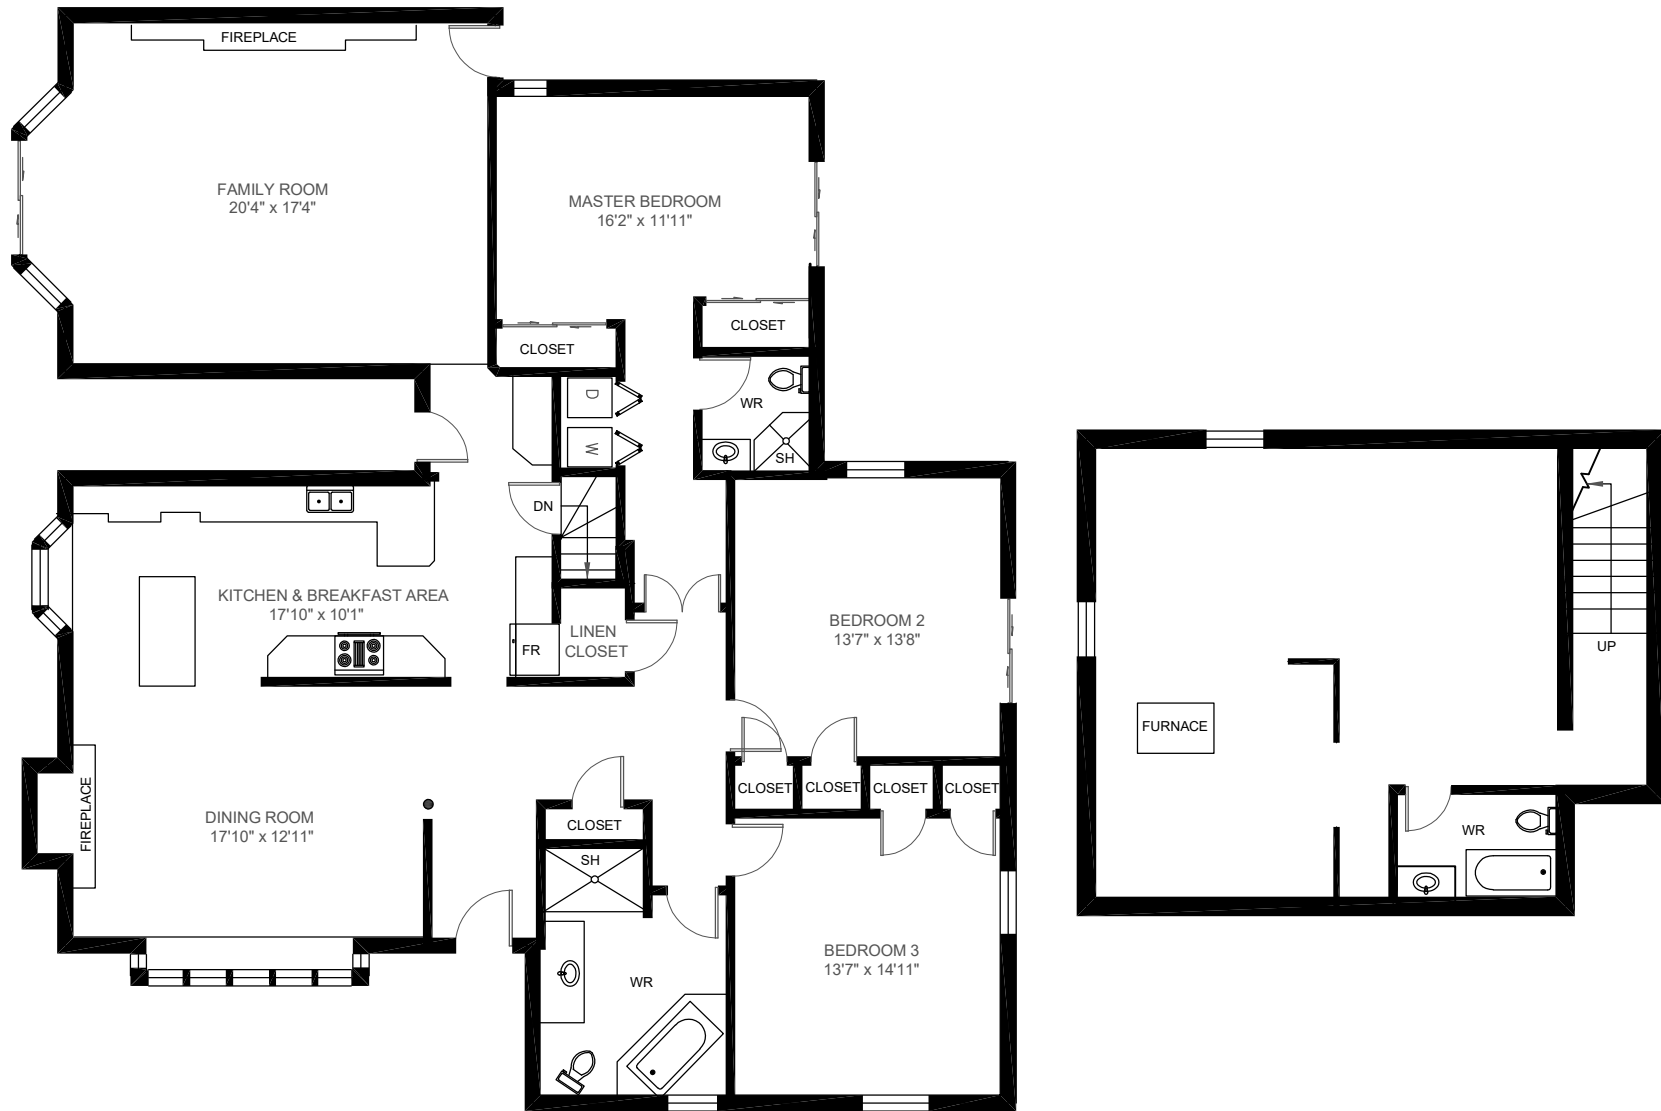 FIREPLACE
FAMILY ROOM
20'4" x 17'4"
MASTER BEDROOM
16'2" x 11'11"
CLOSET
CLOSET
D
W
WR
SH
DN
KITCHEN & BREAKFAST AREA
17'10" x 10'1"
FR
LINEN
CLOSET
BEDROOM 2
13'7" x 13'8"
FIREPLACE
DINING ROOM
17'10" x 12'11"
CLOSET
CLOSET
CLOSET
CLOSET
CLOSET
SH
WR
BEDROOM 3
13'7" x 14'11"
UP
FURNACE
WR